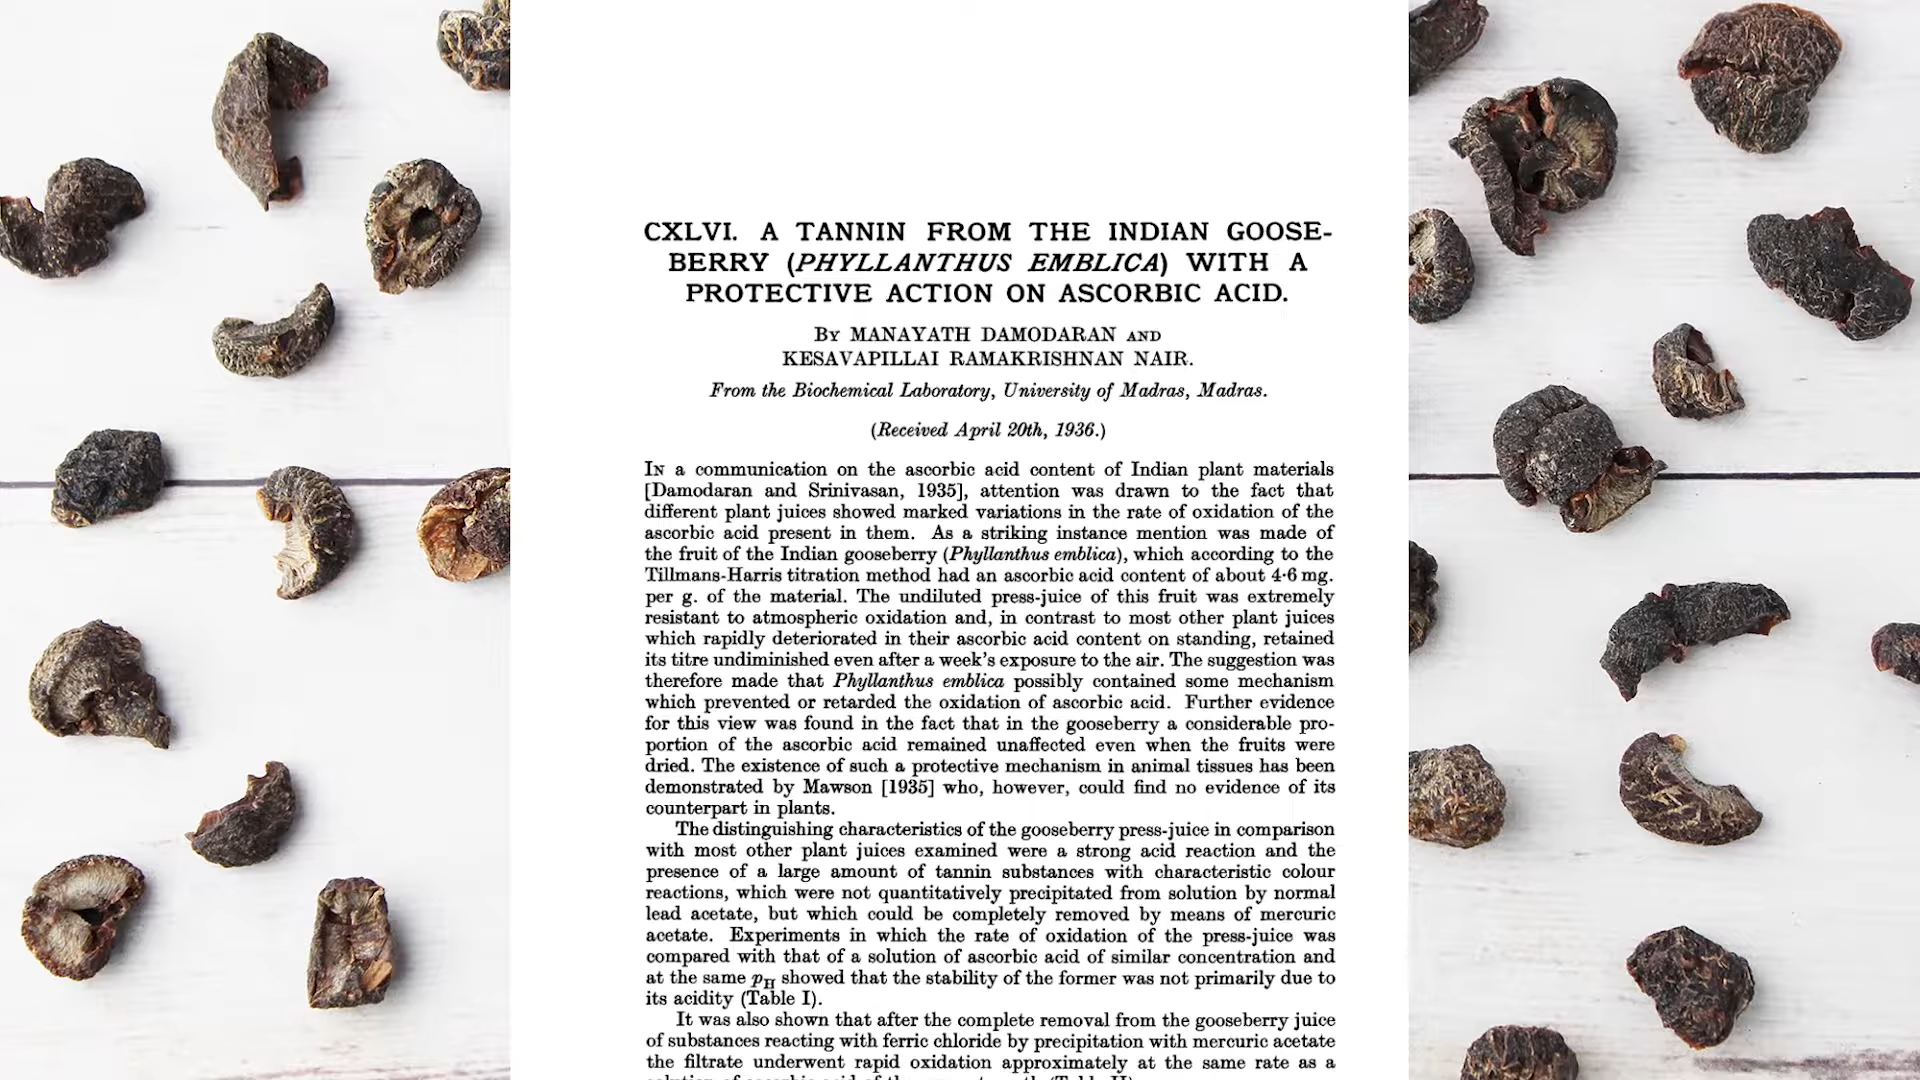 CXLVI. A TANNIN FROM THE INDIAN GOOSE-
BERRY (PHYLLANTHUS EMBLICA) WITH A
PROTECTIVE ACTION ON ASCORBIC ACID.
By MANAYATH DAMODARAN AND
KESAVAPILLAI RAMAKRISHNAN NAIR.
From the Biochemical Laboratory, University of Madras, Madras.
(Received April 20th, 1936.)
In a communication on the ascorbic acid content of Indian plant materials
[Damodaran and Srinivasan, 1935], attention was drawn to the fact that
different plant juices showed marked variations in the rate of oxidation of the
ascorbic acid present in them. As a striking instance mention was made of
the fruit of the Indian gooseberry (Phyllanthus emblica), which according to the
Tillmans-Harris titration method had an ascorbic acid content of about 4·6 mg.
per g. of the material. The undiluted press-juice of this fruit was extremely
resistant to atmospheric oxidation and, in contrast to most other plant juices
which rapidly deteriorated in their ascorbic acid content on standing, retained
its titre undiminished even after a week's exposure to the air. The suggestion was
therefore made that Phyllanthus emblica possibly contained some mechanism
which prevented or retarded the oxidation of ascorbic acid. Further evidence
for this view was found in the fact that in the gooseberry a considerable pro-
portion of the ascorbic acid remained unaffected even when the fruits were
dried. The existence of such a protective mechanism in animal tissues has been
demonstrated by Mawson [1935] who, however, could find no evidence of its
counterpart in plants.
The distinguishing characteristics of the gooseberry press-juice in comparison
with most other plant juices examined were a strong acid reaction and the
presence of a large amount of tannin substances with characteristic colour
reactions, which were not quantitatively precipitated from solution by normal
lead acetate, but which could be completely removed by means of mercuric
acetate. Experiments in which the rate of oxidation of the press-juice was
compared with that of a solution of ascorbic acid of similar concentration and
at the same pH showed that the stability of the former was not primarily due to
its acidity (Table I).
It was also shown that after the complete removal from the gooseberry juice
of substances reacting with ferric chloride by precipitation with mercuric acetate
the filtrate underwent rapid oxidation approximately at the same rate as a